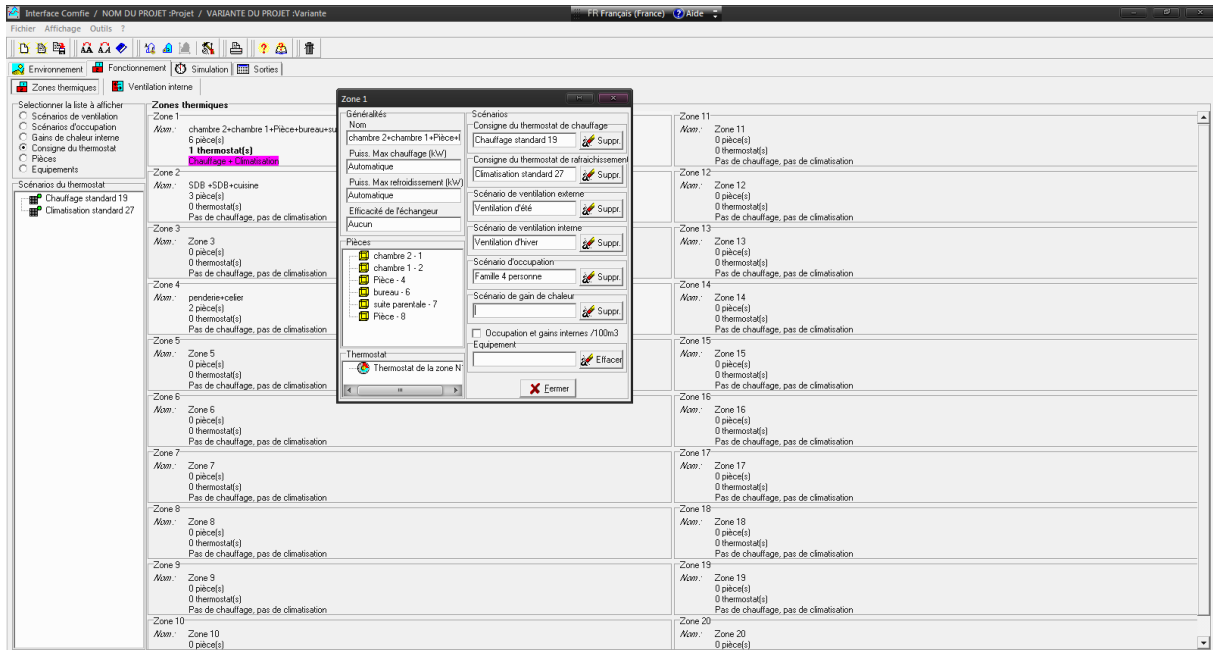 Interface Comfie / NOM DU PROJET :Projet / VARIANTE DU PROJET :Variante
FR Français (France) Aide
Fichier Affichage Outils ?
Environnement Fonctionnement Simulation Sorties
Zones thermiques Ventilation interne
Selectionner la liste à afficher
Scénarios de ventilation
Scénarios d'occupation
Gains de chaleur interne
Consigne du thermostat
Pièces
Equipements
Scénarios du thermostat
Chauffage standard 19
Climatisation standard 27
Zones thermiques
Zone 1
Nom : chambre 2+chambre 1+Pièce+bureau+su
6 pièce(s)
1 thermostat(s)
Chauffage + Climatisation
Zone 2
Nom : SDB +SDB+cuisine
3 pièce(s)
0 thermostat(s)
Pas de chauffage, pas de climatisation
Zone 3
Nom : Zone 3
0 pièce(s)
0 thermostat(s)
Pas de chauffage, pas de climatisation
Zone 4
Nom : penderie+celier
2 pièce(s)
0 thermostat(s)
Pas de chauffage, pas de climatisation
Zone 5
Nom : Zone 5
0 pièce(s)
0 thermostat(s)
Pas de chauffage, pas de climatisation
Zone 6
Nom : Zone 6
0 pièce(s)
0 thermostat(s)
Pas de chauffage, pas de climatisation
Zone 7
Nom : Zone 7
0 pièce(s)
0 thermostat(s)
Pas de chauffage, pas de climatisation
Zone 8
Nom : Zone 8
0 pièce(s)
0 thermostat(s)
Pas de chauffage, pas de climatisation
Zone 9
Nom : Zone 9
0 pièce(s)
0 thermostat(s)
Pas de chauffage, pas de climatisation
Zone 10
Nom : Zone 10
0 pièce(s)
Zone 1
Généralités
Nom
chambre 2+chambre 1+Pièce+l
Puiss. Max chauffage (kW)
Automatique
Puiss. Max refroidissement (kW)
Automatique
Efficacité de l'échangeur
Aucun
Pièces
chambre 2 - 1
chambre 1 - 2
Pièce - 4
bureau - 6
suite parentale - 7
Pièce - 8
Thermostat
Thermostat de la zone N°
Scénarios
Consigne du thermostat de chauffage
Chauffage standard 19 Suppr.
Consigne du thermostat de rafraichissement
Climatisation standard 27 Suppr.
Scénario de ventilation externe
Ventilation d'été Suppr.
Scénario de ventilation interne
Ventilation d'hiver Suppr.
Scénario d'occupation
Famille 4 personne Suppr.
Scénario de gain de chaleur
Suppr.
Occupation et gains internes /100m3
Equipement
Effacer
Fermer
Zone 11
Nom : Zone 11
0 pièce(s)
0 thermostat(s)
Pas de chauffage, pas de climatisation
Zone 12
Nom : Zone 12
0 pièce(s)
0 thermostat(s)
Pas de chauffage, pas de climatisation
Zone 13
Nom : Zone 13
0 pièce(s)
0 thermostat(s)
Pas de chauffage, pas de climatisation
Zone 14
Nom : Zone 14
0 pièce(s)
0 thermostat(s)
Pas de chauffage, pas de climatisation
Zone 15
Nom : Zone 15
0 pièce(s)
0 thermostat(s)
Pas de chauffage, pas de climatisation
Zone 16
Nom : Zone 16
0 pièce(s)
0 thermostat(s)
Pas de chauffage, pas de climatisation
Zone 17
Nom : Zone 17
0 pièce(s)
0 thermostat(s)
Pas de chauffage, pas de climatisation
Zone 18
Nom : Zone 18
0 pièce(s)
0 thermostat(s)
Pas de chauffage, pas de climatisation
Zone 19
Nom : Zone 19
0 pièce(s)
0 thermostat(s)
Pas de chauffage, pas de climatisation
Zone 20
Nom : Zone 20
0 pièce(s)